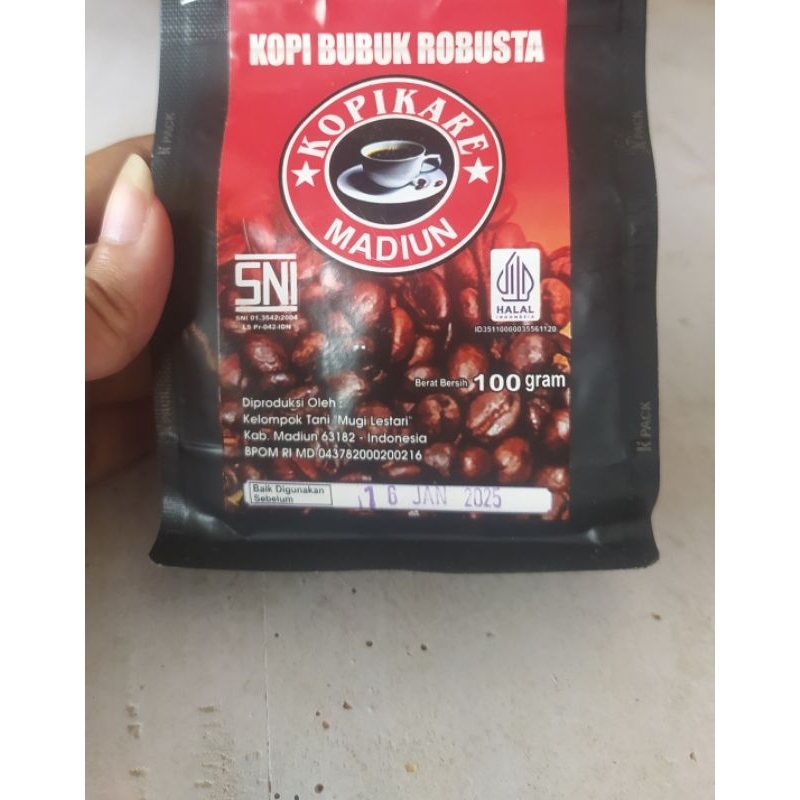 KOPI BUBUK ROBUSTA
KOPIKARE
MADIUN
SNI
SNI 01.3542:2004
LS Pr-042-IDN
HALAL
INDONESIA
ID35110000035561120
Berat Bersih 100 gram
Diproduksi Oleh :
Kelompok Tani "Mugi Lestari"
Kab. Madiun 63182 - Indonesia
BPOM RI MD 043782000200216
Baik Digunakan
Sebelum
16 JAN 2025
K PACK
K PACK